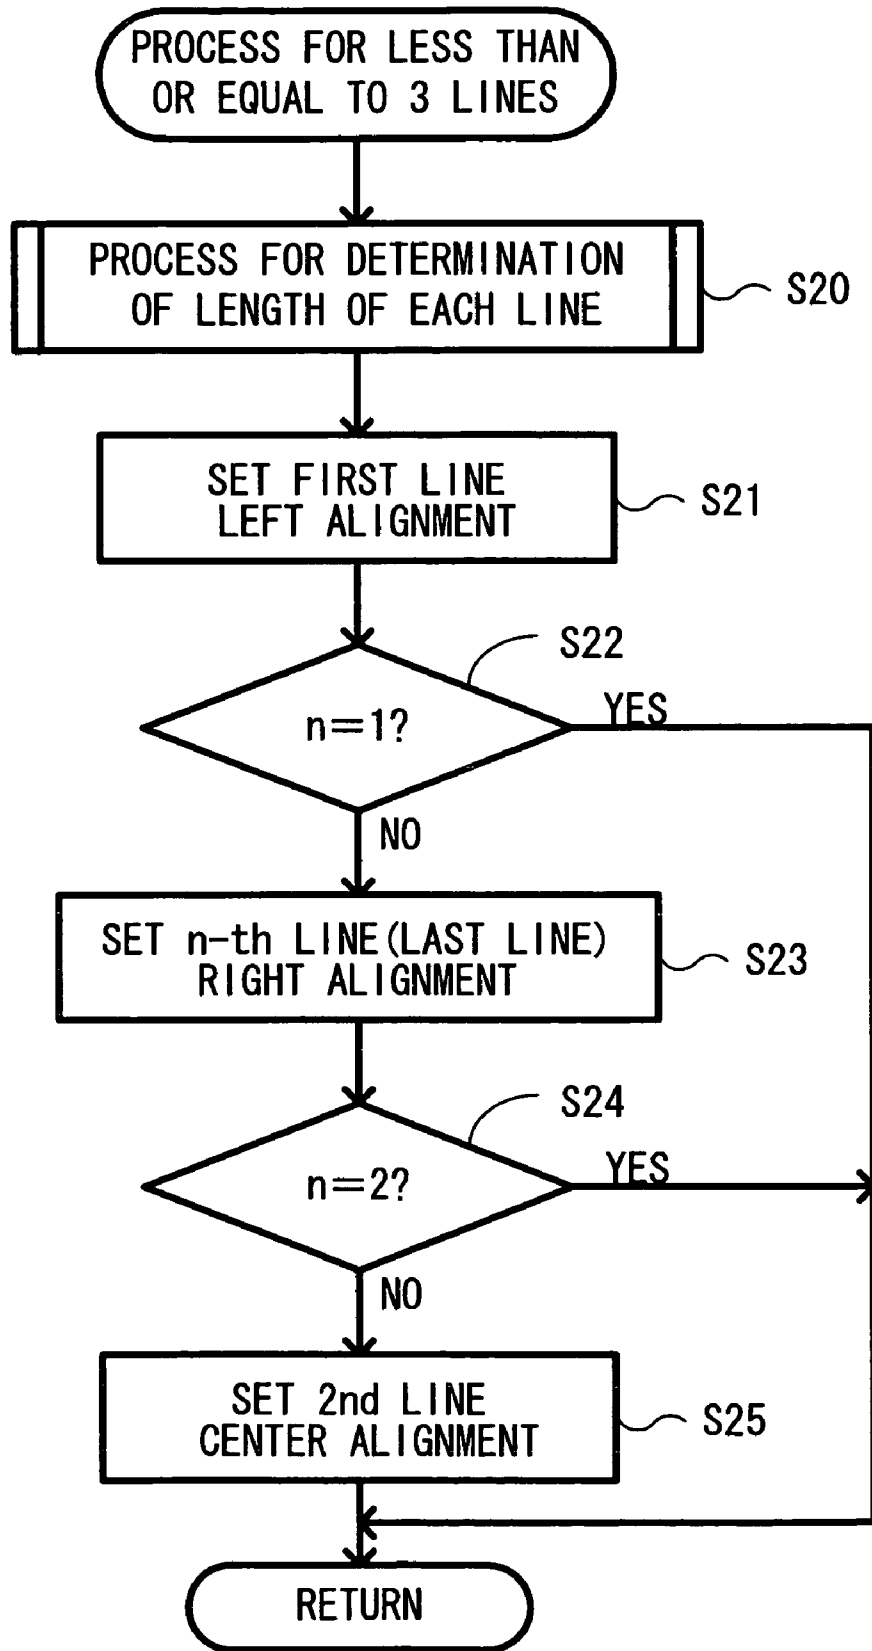 PROCESS FOR LESS THAN
OR EQUAL TO 3 LINES
PROCESS FOR DETERMINATION
OF LENGTH OF EACH LINE
S20
SET FIRST LINE
LEFT ALIGNMENT
S21
S22
n=1?
YES
NO
SET n-th LINE(LAST LINE)
RIGHT ALIGNMENT
S23
S24
n=2?
YES
NO
SET 2nd LINE
CENTER ALIGNMENT
S25
RETURN